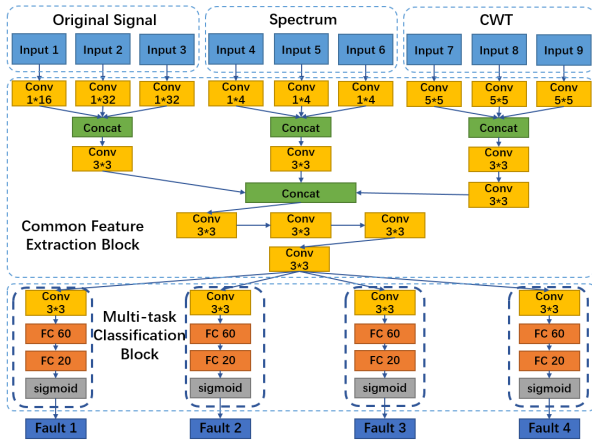 Original Signal
Spectrum
CWT
Input 1
Input 2
Input 3
Input 4
Input 5
Input 6
Input 7
Input 8
Input 9
Conv
1*16
Conv
1*32
Conv
1*32
Conv
1*4
Conv
1*4
Conv
1*4
Conv
5*5
Conv
5*5
Conv
5*5
Concat
Concat
Concat
Conv
3*3
Conv
3*3
Conv
3*3
Concat
Conv
3*3
Common Feature
Extraction Block
Conv
3*3
Conv
3*3
Conv
3*3
Conv
3*3
Multi-task
Classification
Block
Conv
3*3
FC 60
FC 20
sigmoid
Fault 1
Conv
3*3
FC 60
FC 20
sigmoid
Fault 2
Conv
3*3
FC 60
FC 20
sigmoid
Fault 3
Conv
3*3
FC 60
FC 20
sigmoid
Fault 4